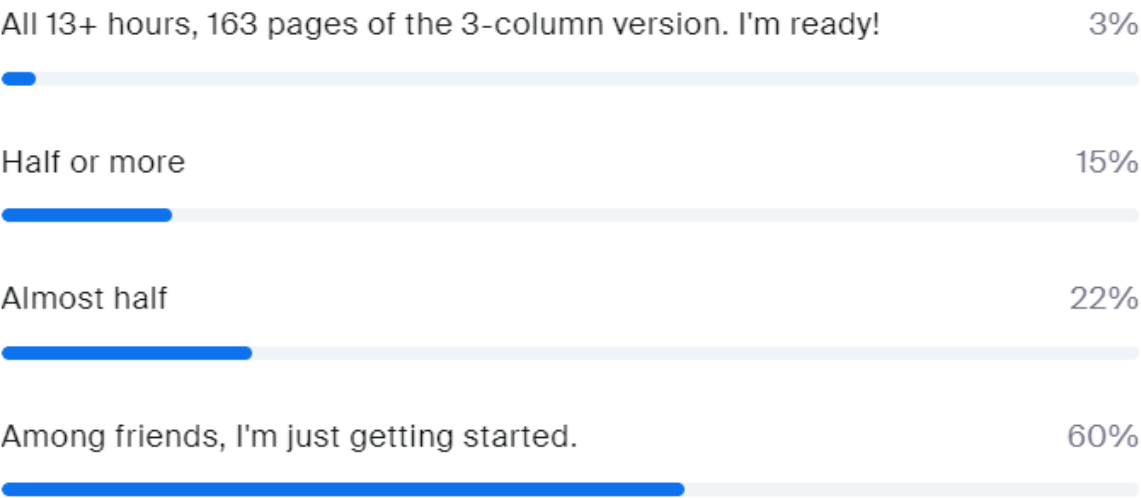 All 13+ hours, 163 pages of the 3-column version. I'm ready! 3%
Half or more 15%
Almost half 22%
Among friends, I'm just getting started. 60%